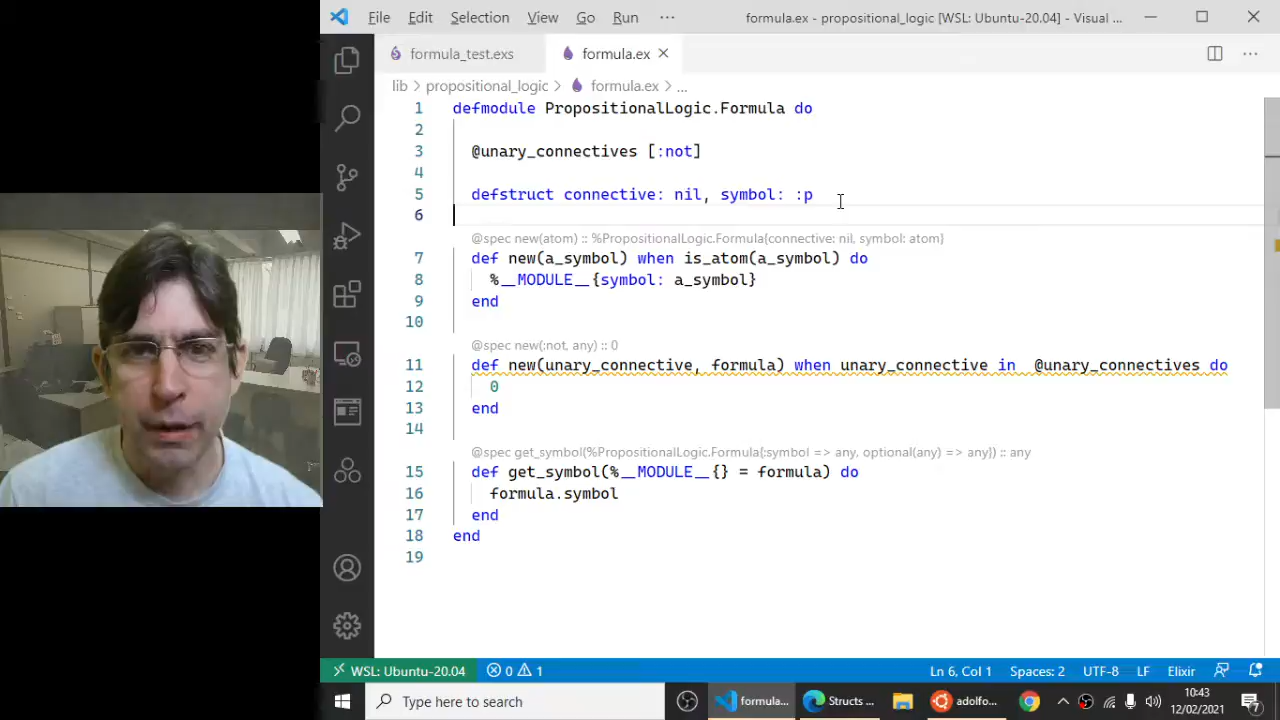 File Edit Selection View Go Run ··· formula.ex - propositional_logic [WSL: Ubuntu-20.04] - Visual ...
formula_test.exs formula.ex
lib > propositional_logic > formula.ex > ...
1 defmodule PropositionalLogic.Formula do
2
3 @unary_connectives [:not]
4
5 defstruct connective: nil, symbol: :p
6
@spec new(atom) :: %PropositionalLogic.Formula{connective: nil, symbol: atom}
7 def new(a_symbol) when is_atom(a_symbol) do
8 %__MODULE__{symbol: a_symbol}
9 end
10
@spec new(:not, any) :: 0
11 def new(unary_connective, formula) when unary_connective in @unary_connectives do
12 0
13 end
14
@spec get_symbol(%PropositionalLogic.Formula{:symbol => any, optional(any) => any}) :: any
15 def get_symbol(%__MODULE__{} = formula) do
16 formula.symbol
17 end
18 end
19
WSL: Ubuntu-20.04 0 1 Ln 6, Col 1 Spaces: 2 UTF-8 LF Elixir
Type here to search formula... Structs ... adolfo... 10:43
12/02/2021 7